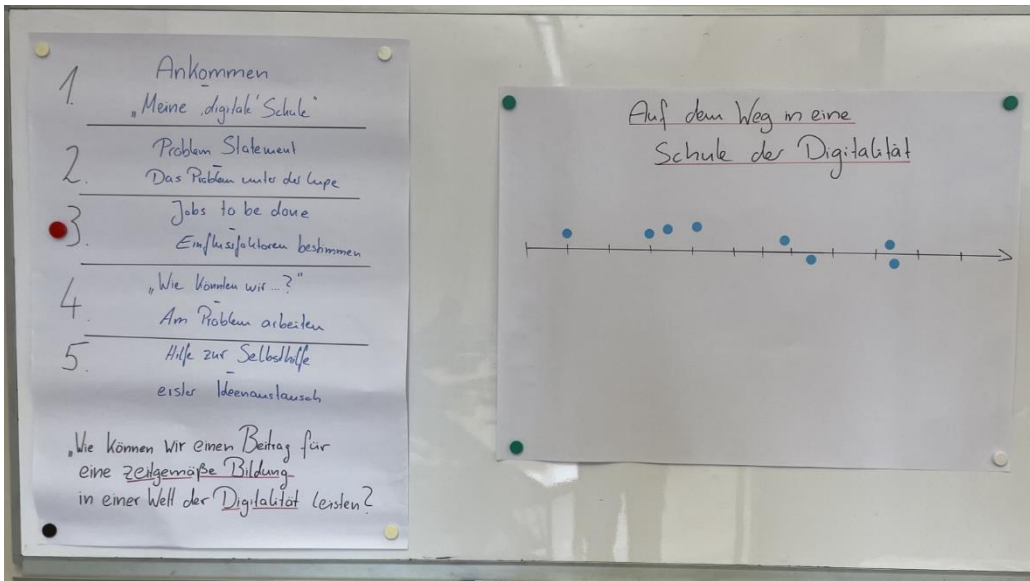 1. Ankommen
–
„Meine ‚digitale' Schule"
2. Problem Statement
–
Das Problem unter der Lupe
3. Jobs to be done
–
Einflussfaktoren bestimmen
4. „Wie könnten wir...?"
–
Am Problem arbeiten
5. Hilfe zur Selbsthilfe
–
erster Ideenaustausch
„Wie können wir einen Beitrag für
eine zeitgemäße Bildung
in einer Welt der Digitalität leisten?
Auf dem Weg in eine
Schule der Digitalität